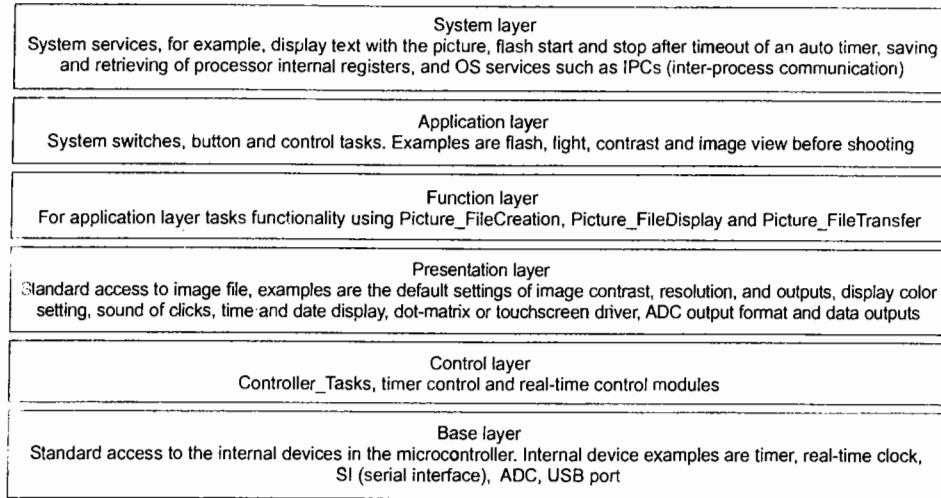 System layer
System services, for example, display text with the picture, flash start and stop after timeout of an auto timer, saving
and retrieving of processor internal registers, and OS services such as IPCs (inter-process communication)
Application layer
System switches, button and control tasks. Examples are flash, light, contrast and image view before shooting
Function layer
For application layer tasks functionality using Picture_FileCreation, Picture_FileDisplay and Picture_FileTransfer
Presentation layer
Standard access to image file, examples are the default settings of image contrast, resolution, and outputs, display color
setting, sound of clicks, time and date display, dot-matrix or touchscreen driver, ADC output format and data outputs
Control layer
Controller_Tasks, timer control and real-time control modules
Base layer
Standard access to the internal devices in the microcontroller. Internal device examples are timer, real-time clock,
SI (serial interface), ADC, USB port